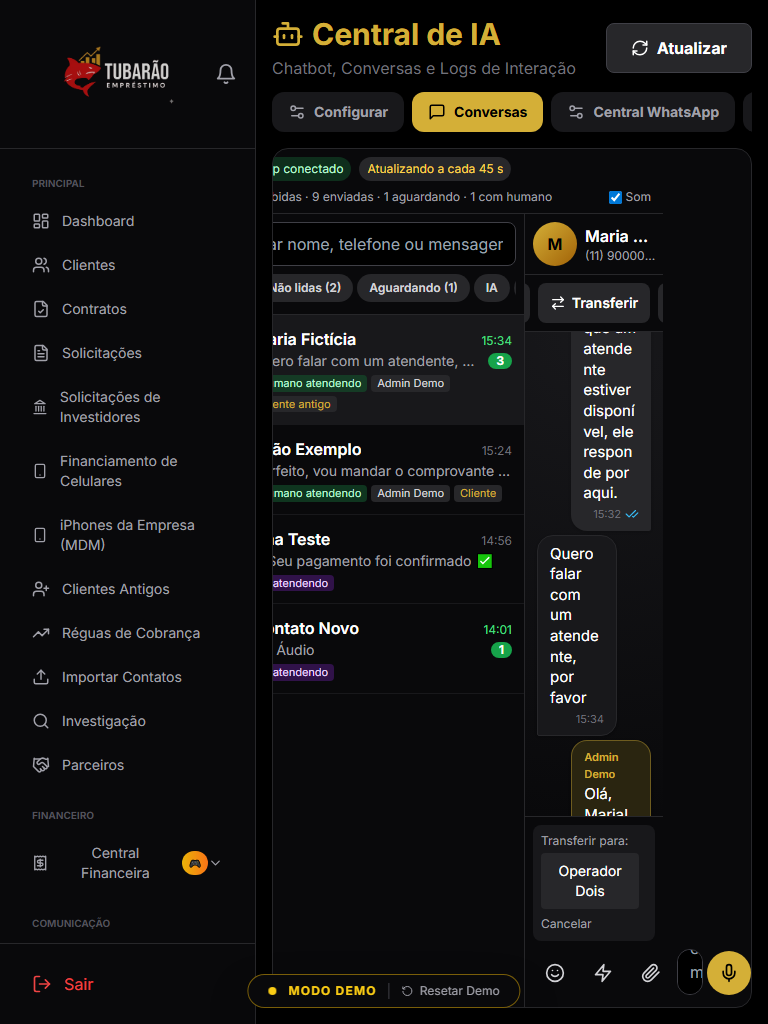 TUBARÃO
EMPRÉSTIMO
PRINCIPAL
Dashboard
Clientes
Contratos
Solicitações
Solicitações de
Investidores
Financiamento de
Celulares
iPhones da Empresa
(MDM)
Clientes Antigos
Réguas de Cobrança
Importar Contatos
Investigação
Parceiros
FINANCEIRO
Central
Financeira
COMUNICAÇÃO
Sair
Central de IA
Chatbot, Conversas e Logs de Interação
Atualizar
Configurar
Conversas
Central WhatsApp
p conectado
Atualizando a cada 45 s
bidas · 9 enviadas · 1 aguardando · 1 com humano
Som
ar nome, telefone ou mensager
Não lidas (2)
Aguardando (1)
IA
aria Fictícia
15:34
ero falar com um atendente, ...
3
mano atendendo
Admin Demo
ente antigo
ão Exemplo
15:24
rfeito, vou mandar o comprovante ...
mano atendendo
Admin Demo
Cliente
a Teste
14:56
Seu pagamento foi confirmado ✅
atendendo
ontato Novo
14:01
Áudio
1
atendendo
M
Maria ...
(11) 90000...
Transferir
que um
atende
nte
estiver
disponí
vel, ele
respon
de por
aqui.
15:32
Quero
falar
com
um
atende
nte,
por
favor
15:34
Admin
Demo
Olá,
Maria!
Transferir para:
Operador
Dois
Cancelar
m
MODO DEMO
Resetar Demo